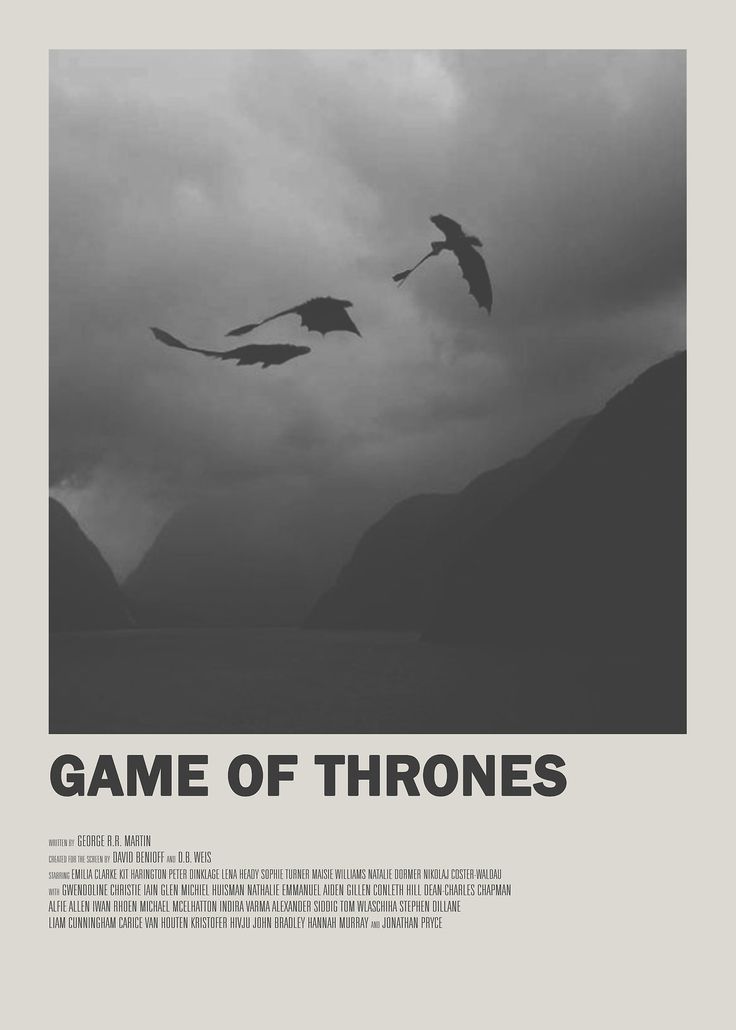 GAME OF THRONES
WRITTEN BY GEORGE R.R. MARTIN
CREATED FOR THE SCREEN BY DAVID BENIOFF AND D.B. WEIS
STARRING EMILIA CLARKE KIT HARINGTON PETER DINKLAGE LENA HEADY SOPHIE TURNER MAISIE WILLIAMS NATALIE DORMER NIKOLAJ COSTER-WALDAU
WITH GWENDOLINE CHRISTIE IAIN GLEN MICHIEL HUISMAN NATHALIE EMMANUEL AIDEN GILLEN CONLETH HILL DEAN-CHARLES CHAPMAN
ALFIE ALLEN IWAN RHOEN MICHAEL MCELHATTON INDIRA VARMA ALEXANDER SIDDIG TOM WLASCHIHA STEPHEN DILLANE
LIAM CUNNINGHAM CARICE VAN HOUTEN KRISTOFER HIVJU JOHN BRADLEY HANNAH MURRAY AND JONATHAN PRYCE